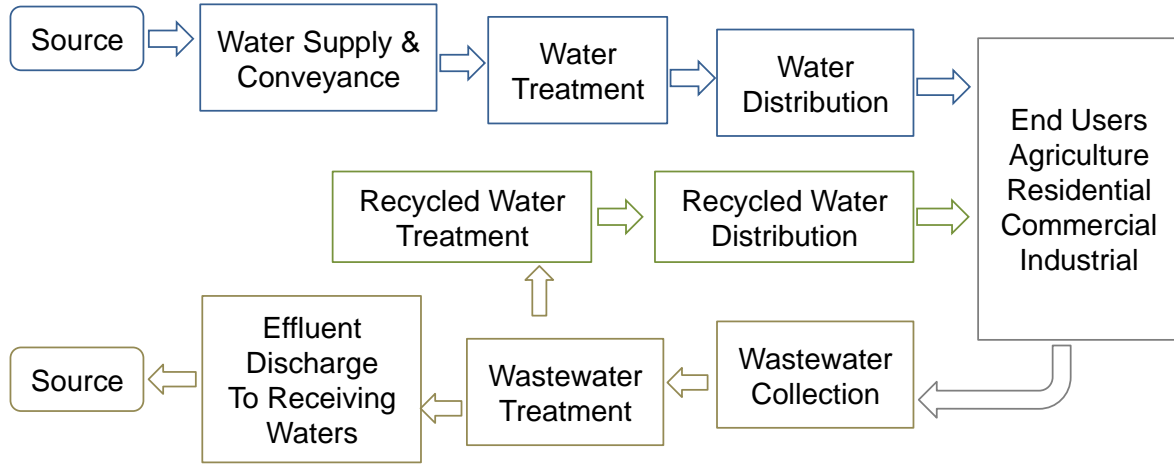 Source
Water Supply &
Conveyance
Water
Treatment
Water
Distribution
End Users
Agriculture
Residential
Commercial
Industrial
Recycled Water
Treatment
Recycled Water
Distribution
Source
Effluent
Discharge
To Receiving
Waters
Wastewater
Treatment
Wastewater
Collection